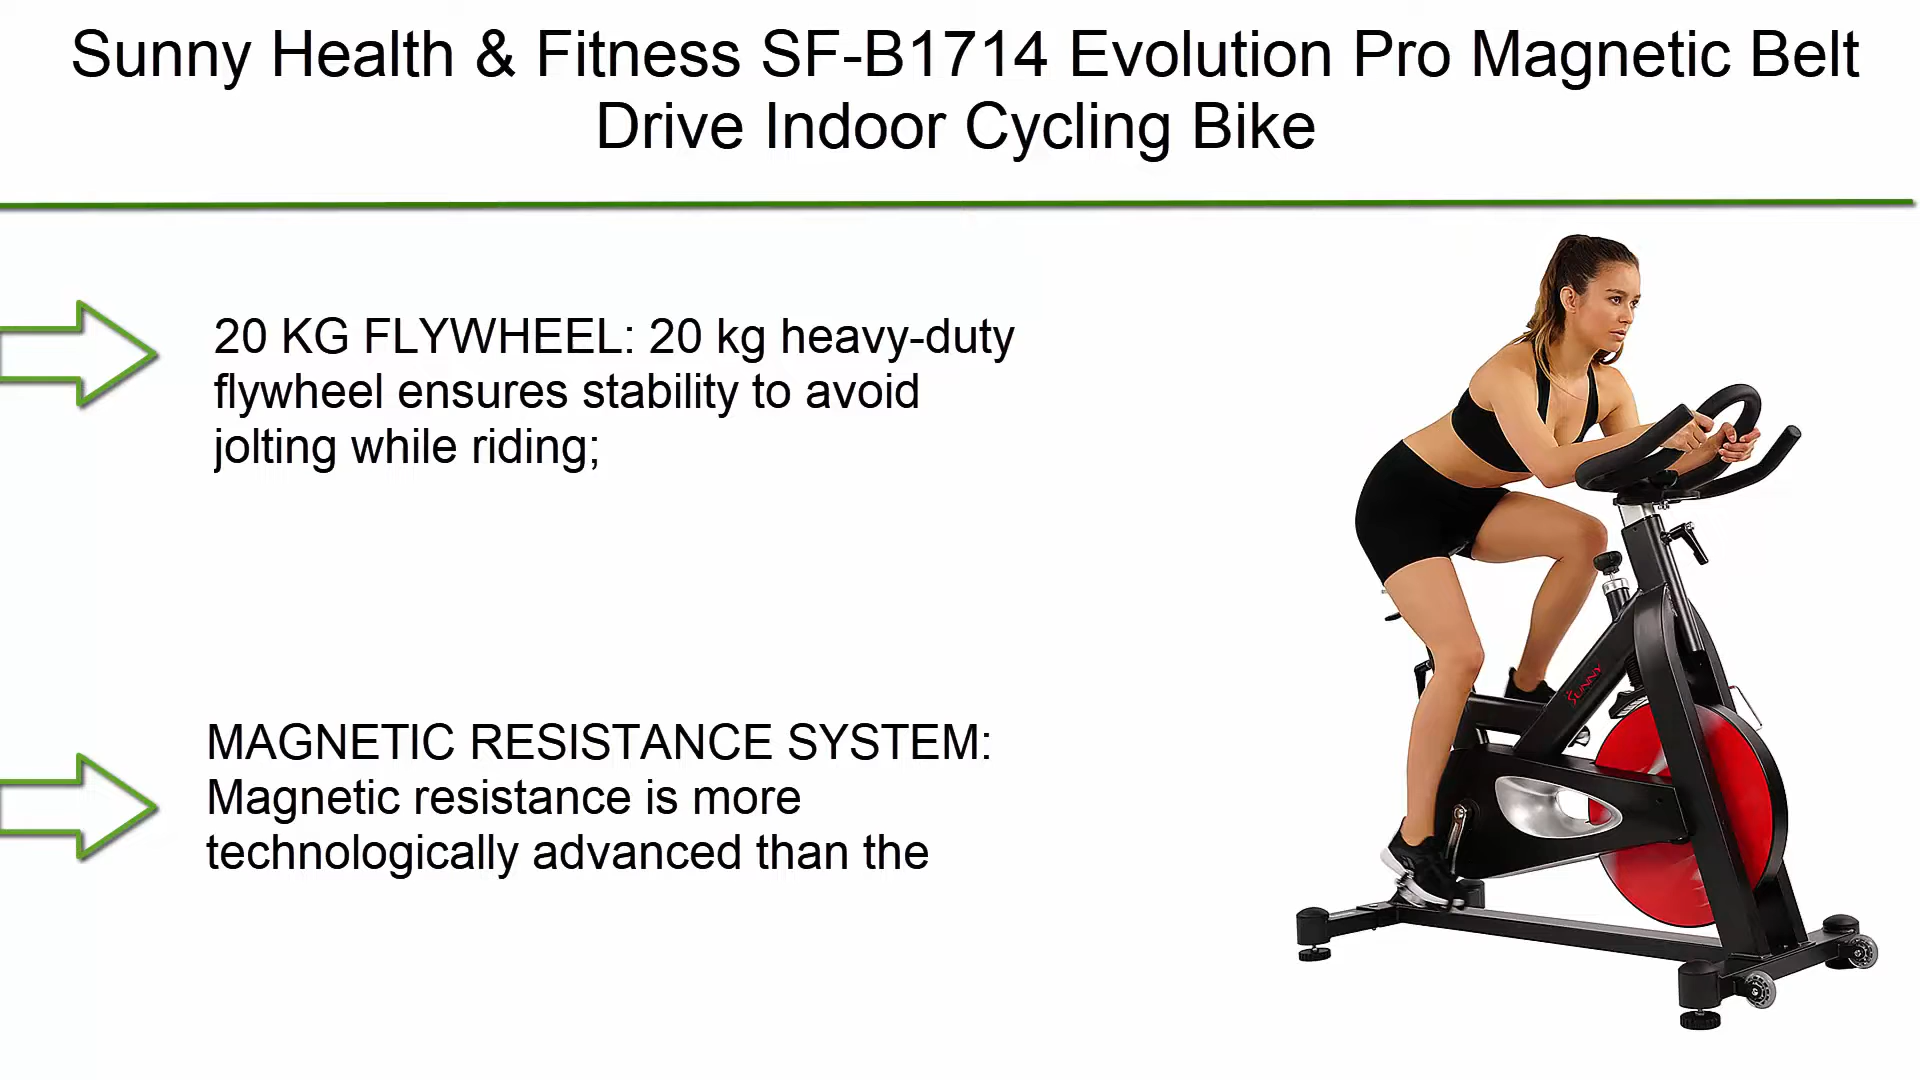 Sunny Health & Fitness SF-B1714 Evolution Pro Magnetic Belt
Drive Indoor Cycling Bike
20 KG FLYWHEEL: 20 kg heavy-duty
flywheel ensures stability to avoid
jolting while riding;
MAGNETIC RESISTANCE SYSTEM:
Magnetic resistance is more
technologically advanced than the
SUNNY